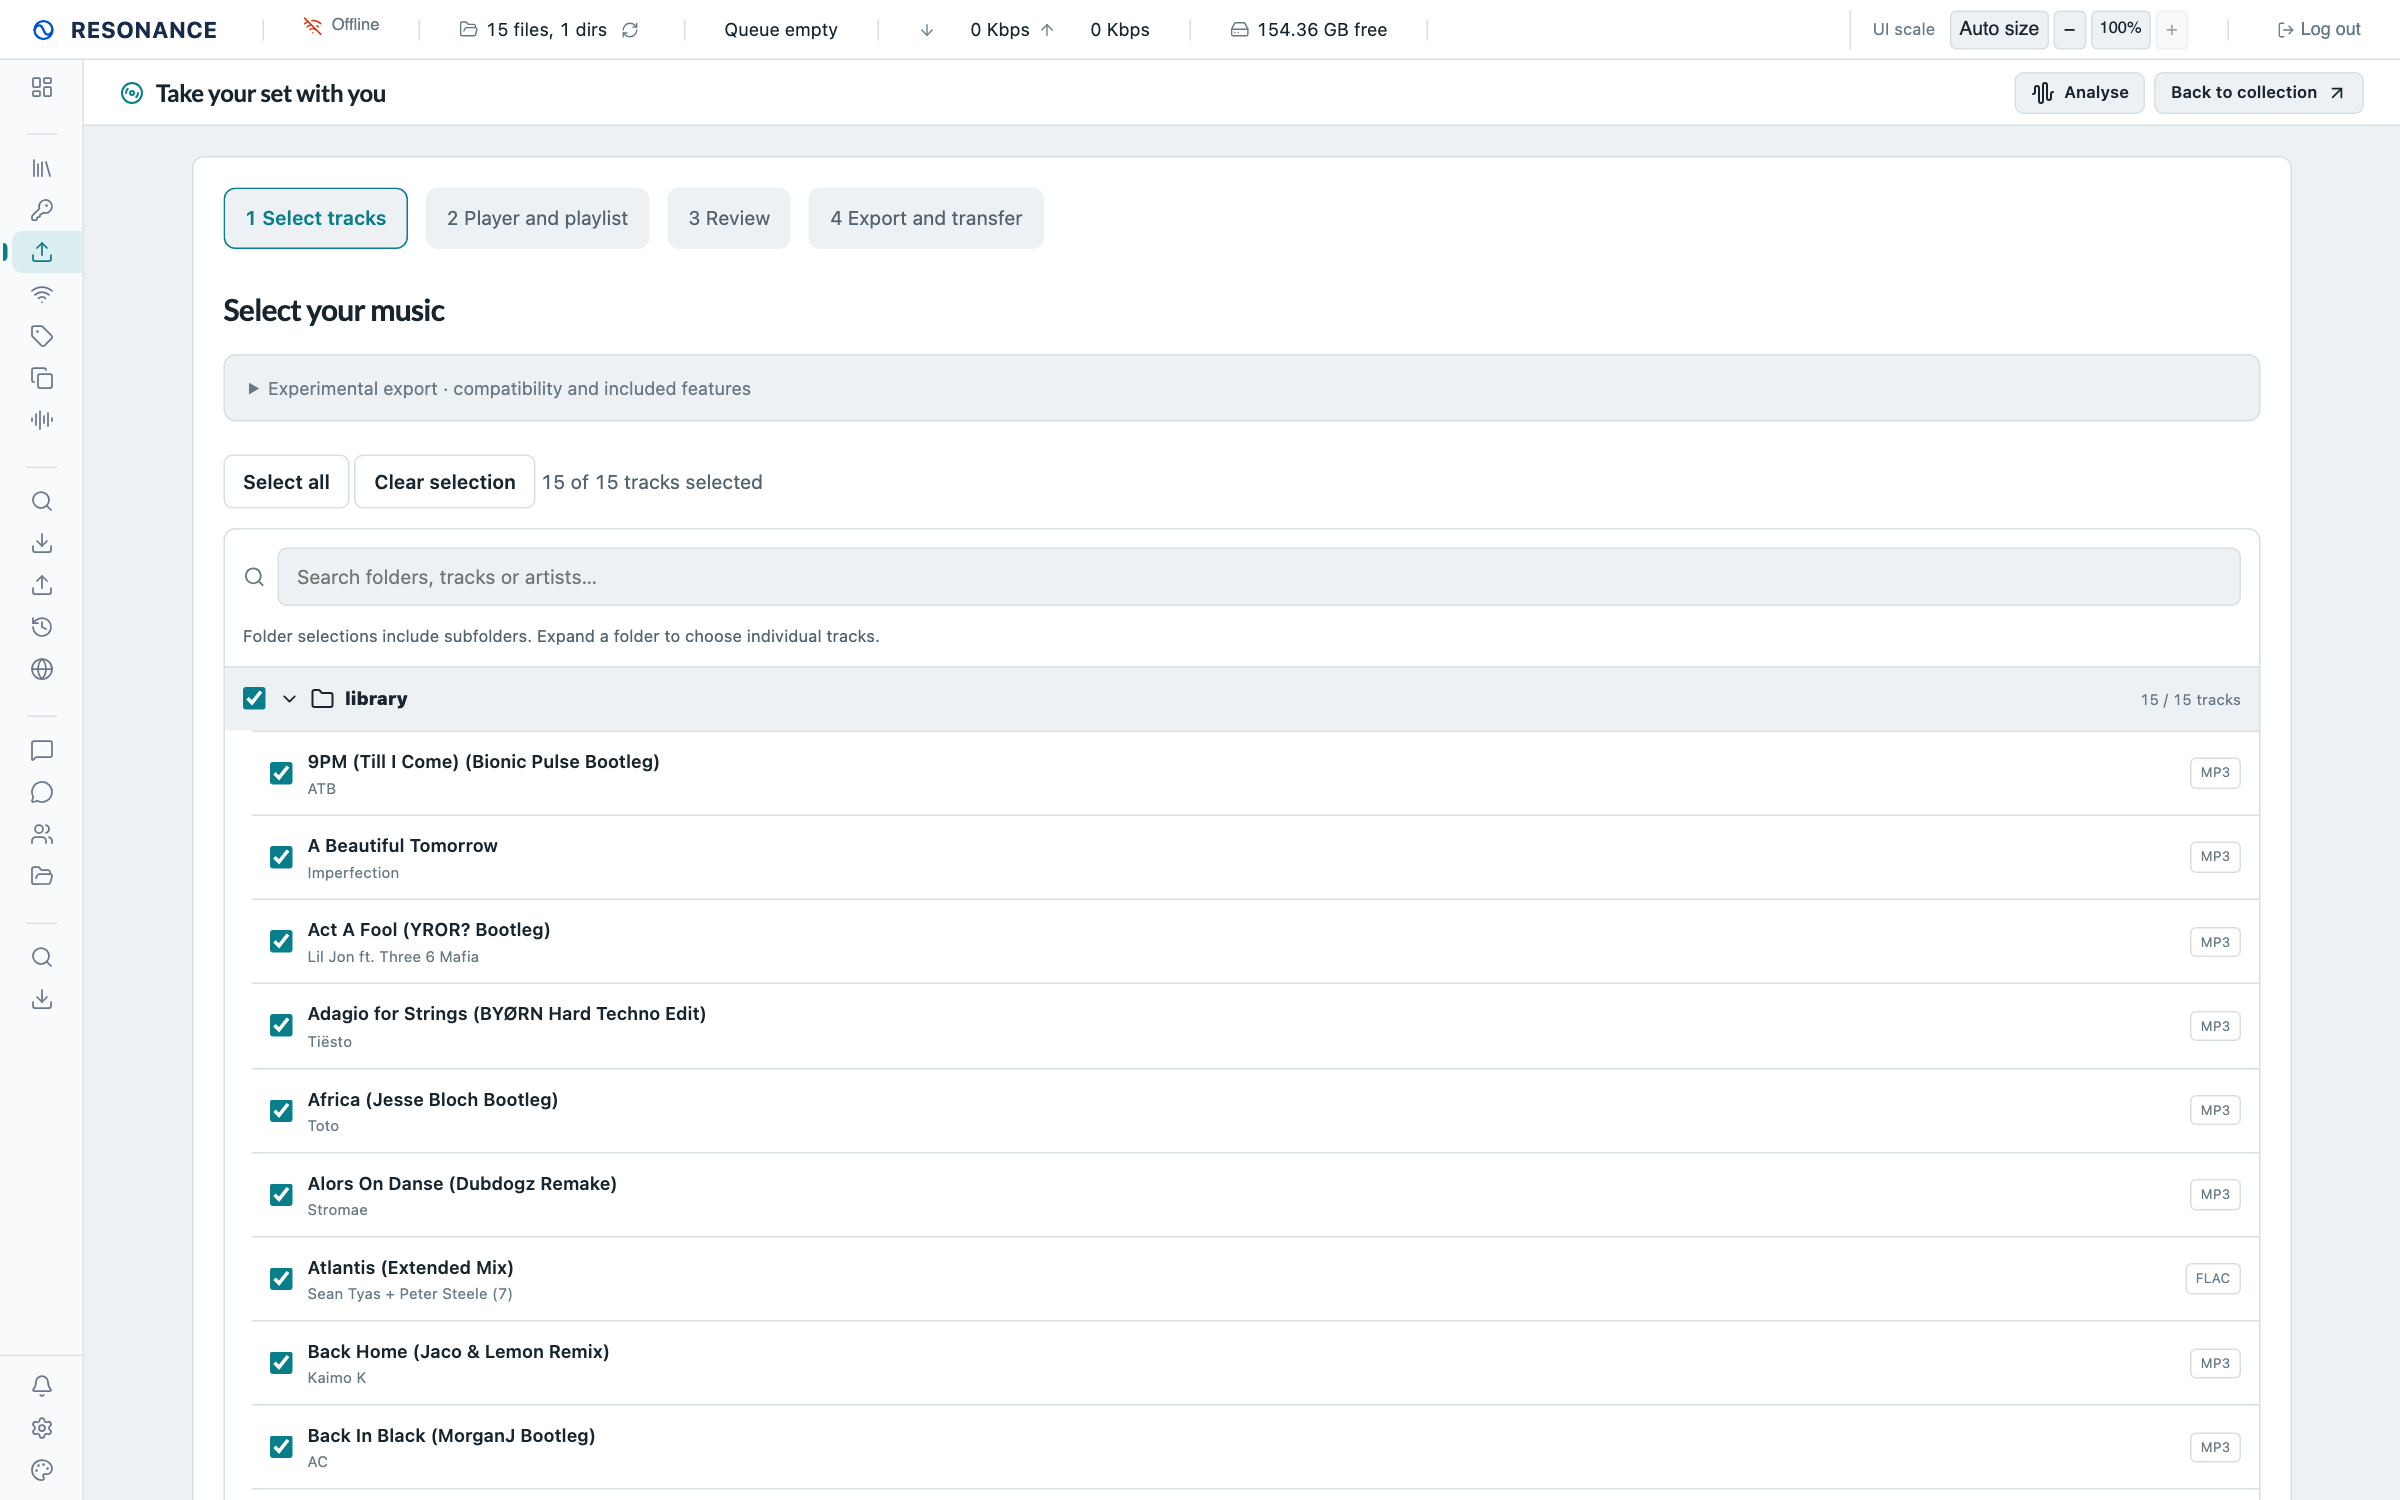 RESONANCE
Offline
15 files, 1 dirs
Queue empty
0 Kbps
0 Kbps
154.36 GB free
UI scale
Auto size
−
100%
+
Log out
Take your set with you
Analyse
Back to collection
1 Select tracks
2 Player and playlist
3 Review
4 Export and transfer
Select your music
Experimental export · compatibility and included features
Select all
Clear selection
15 of 15 tracks selected
Search folders, tracks or artists...
Folder selections include subfolders. Expand a folder to choose individual tracks.
library
15 / 15 tracks
9PM (Till I Come) (Bionic Pulse Bootleg)
ATB
MP3
A Beautiful Tomorrow
Imperfection
MP3
Act A Fool (YROR? Bootleg)
Lil Jon ft. Three 6 Mafia
MP3
Adagio for Strings (BYØRN Hard Techno Edit)
Tiësto
MP3
Africa (Jesse Bloch Bootleg)
Toto
MP3
Alors On Danse (Dubdogz Remake)
Stromae
MP3
Atlantis (Extended Mix)
Sean Tyas + Peter Steele (7)
FLAC
Back Home (Jaco & Lemon Remix)
Kaimo K
MP3
Back In Black (MorganJ Bootleg)
AC
MP3